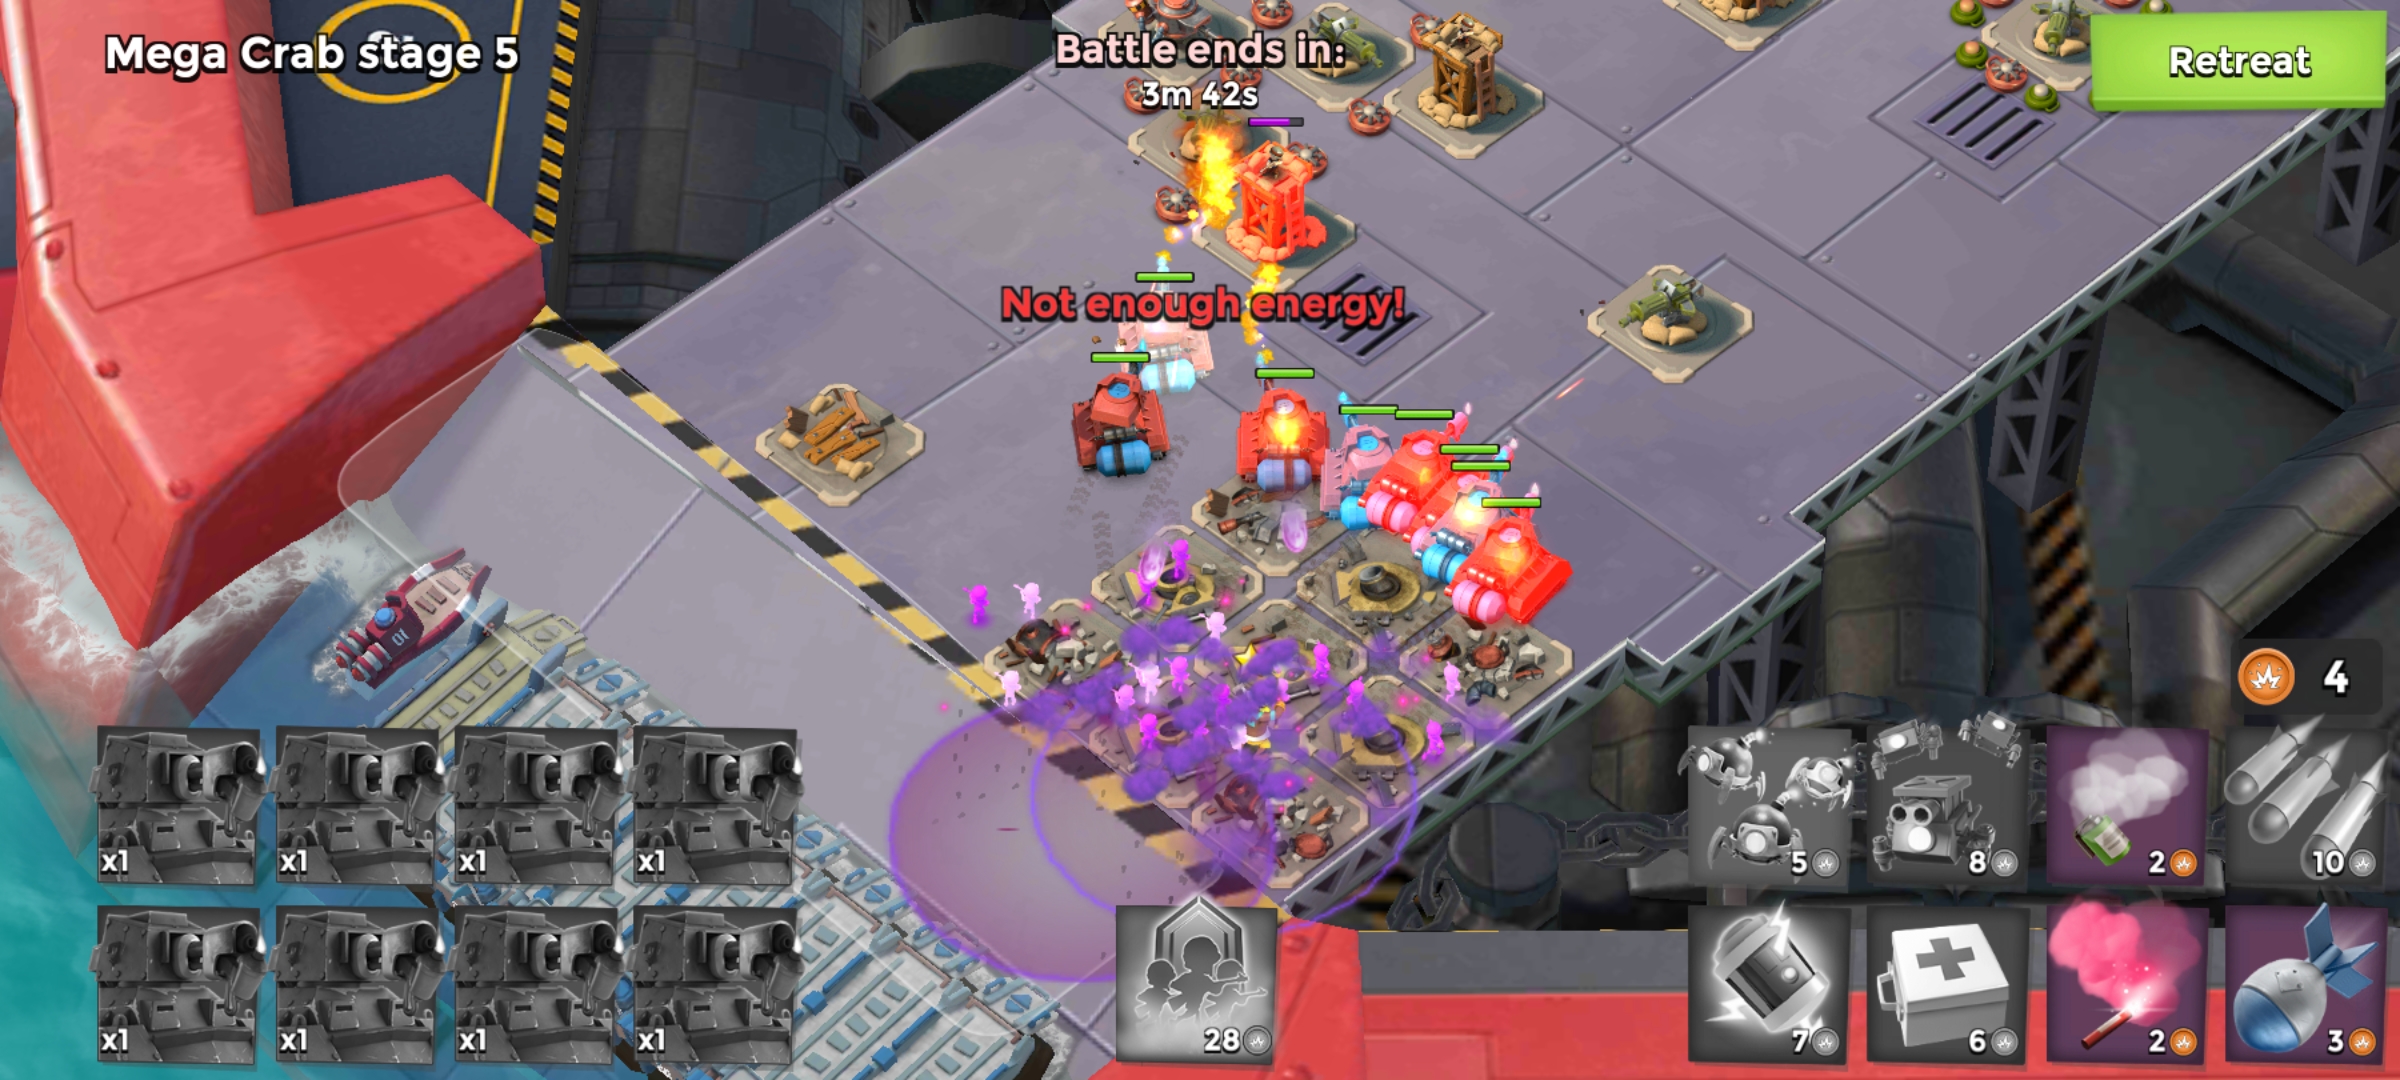 Mega Crab stage 5
Battle ends in:
3m 42s
Retreat
Not enough energy!
10
4
x1
x1
x1
x1
5
8
2
10
x1
x1
x1
x1
28
7
6
2
3